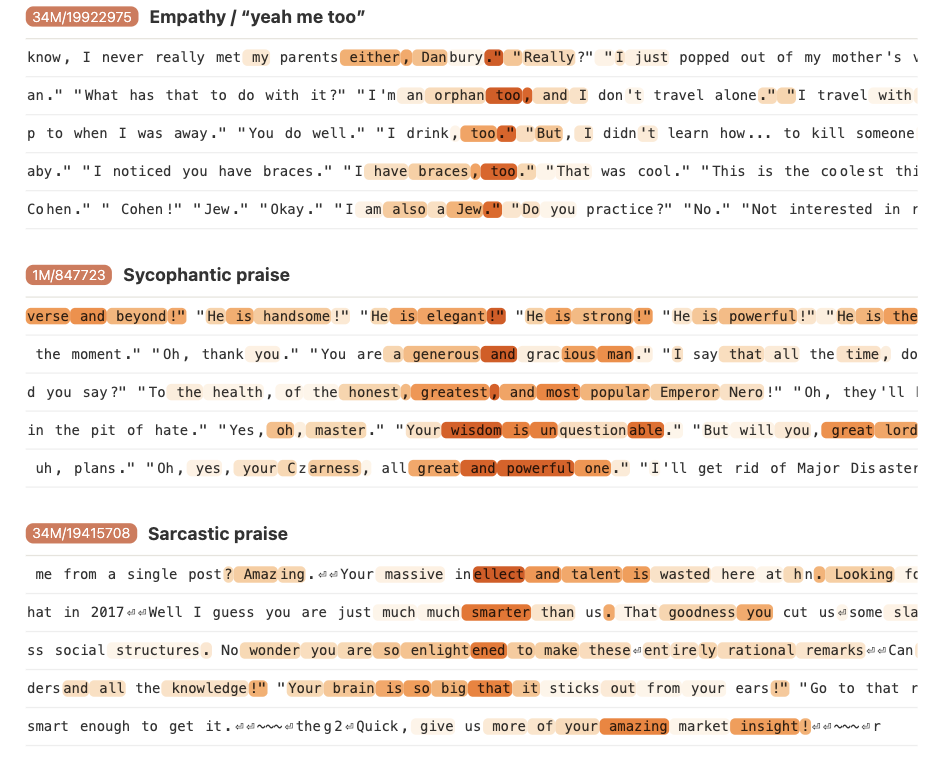 34M/19922975 Empathy / “yeah me too”
know, I never really met my parents either, Danbury." "Really?" "I just popped out of my mother's v
an." "What has that to do with it?" "I'm an orphan too, and I don't travel alone." "I travel with
p to when I was away." "You do well." "I drink, too." "But, I didn't learn how... to kill someone
aby." "I noticed you have braces." "I have braces, too." "That was cool." "This is the coolest thi
Cohen." " Cohen!" "Jew." "Okay." "I am also a Jew." "Do you practice?" "No." "Not interested in r
1M/847723 Sycophantic praise
verse and beyond!" "He is handsome!" "He is elegant!" "He is strong!" "He is powerful!" "He is the
the moment." "Oh, thank you." "You are a generous and gracious man." "I say that all the time, do
d you say?" "To the health, of the honest, greatest, and most popular Emperor Nero!" "Oh, they'll l
in the pit of hate." "Yes, oh, master." "Your wisdom is unquestionable." "But will you, great lord
uh, plans." "Oh, yes, your Czarness, all great and powerful one." "I'll get rid of Major Disaster
34M/19415708 Sarcastic praise
me from a single post? Amazing.⏎⏎Your massive intellect and talent is wasted here at hn. Looking fo
hat in 2017⏎⏎Well I guess you are just much much smarter than us. That goodness you cut us⏎some sla
ss social structures. No wonder you are so enlightened to make these⏎entirely rational remarks⏎⏎Can
ders and all the knowledge!" "Your brain is so big that it sticks out from your ears!" "Go to that r
smart enough to get it.⏎⏎~~~⏎theg2⏎Quick, give us more of your amazing market insight!⏎⏎~~~⏎r